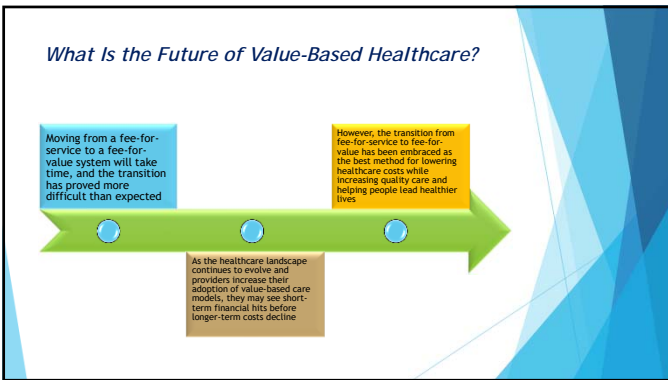 What Is the Future of Value-Based Healthcare?
Moving from a fee-for-
service to a fee-for-
value system will take
time, and the transition
has proved more
difficult than expected
As the healthcare landscape
continues to evolve and
providers increase their
adoption of value-based care
models, they may see short-
term financial hits before
longer-term costs decline
However, the transition from
fee-for-service to fee-for-
value has been embraced as
the best method for lowering
healthcare costs while
increasing quality care and
helping people lead healthier
lives